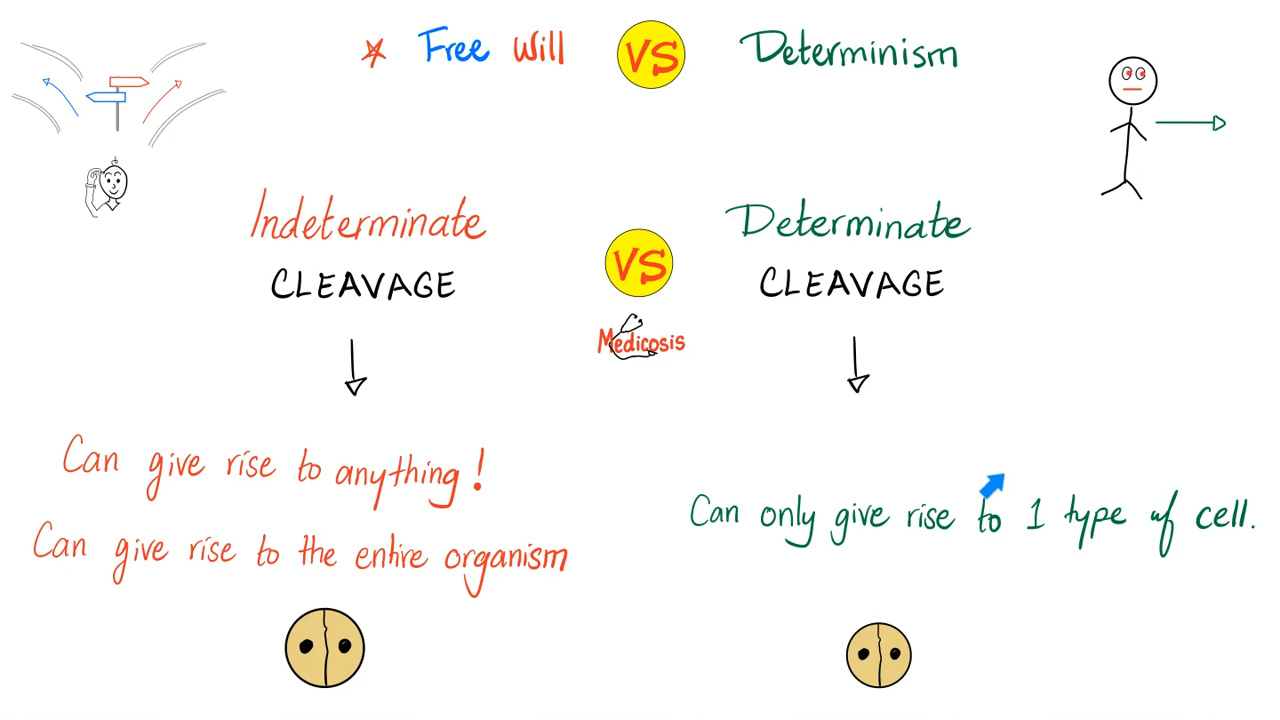 * Free Will VS Determinism
Indeterminate VS Determinate
CLEAVAGE CLEAVAGE
Medicosis
Can give rise to anything!
Can give rise to the entire organism
Can only give rise to 1 type of cell.